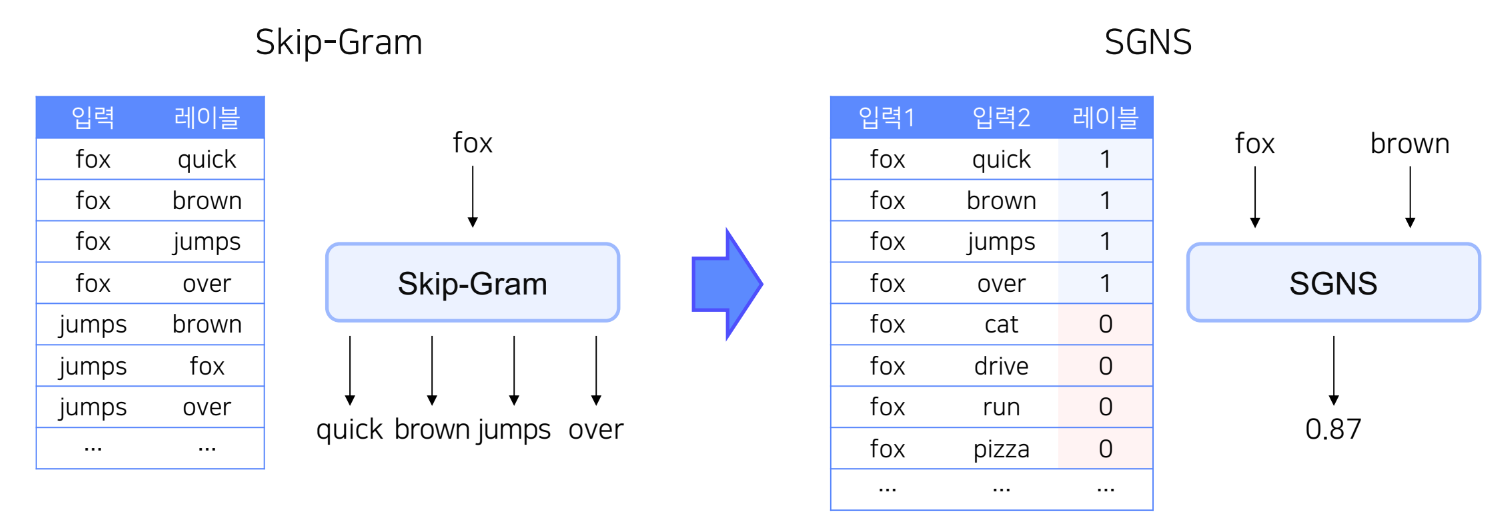 Skip-Gram
입력 레이블
fox quick
fox brown
fox jumps
fox over
jumps brown
jumps fox
jumps over
... ...
fox
Skip-Gram
quick brown jumps over
SGNS
입력1 입력2 레이블
fox quick 1
fox brown 1
fox jumps 1
fox over 1
fox cat 0
fox drive 0
fox run 0
fox pizza 0
... ... ...
fox brown
SGNS
0.87